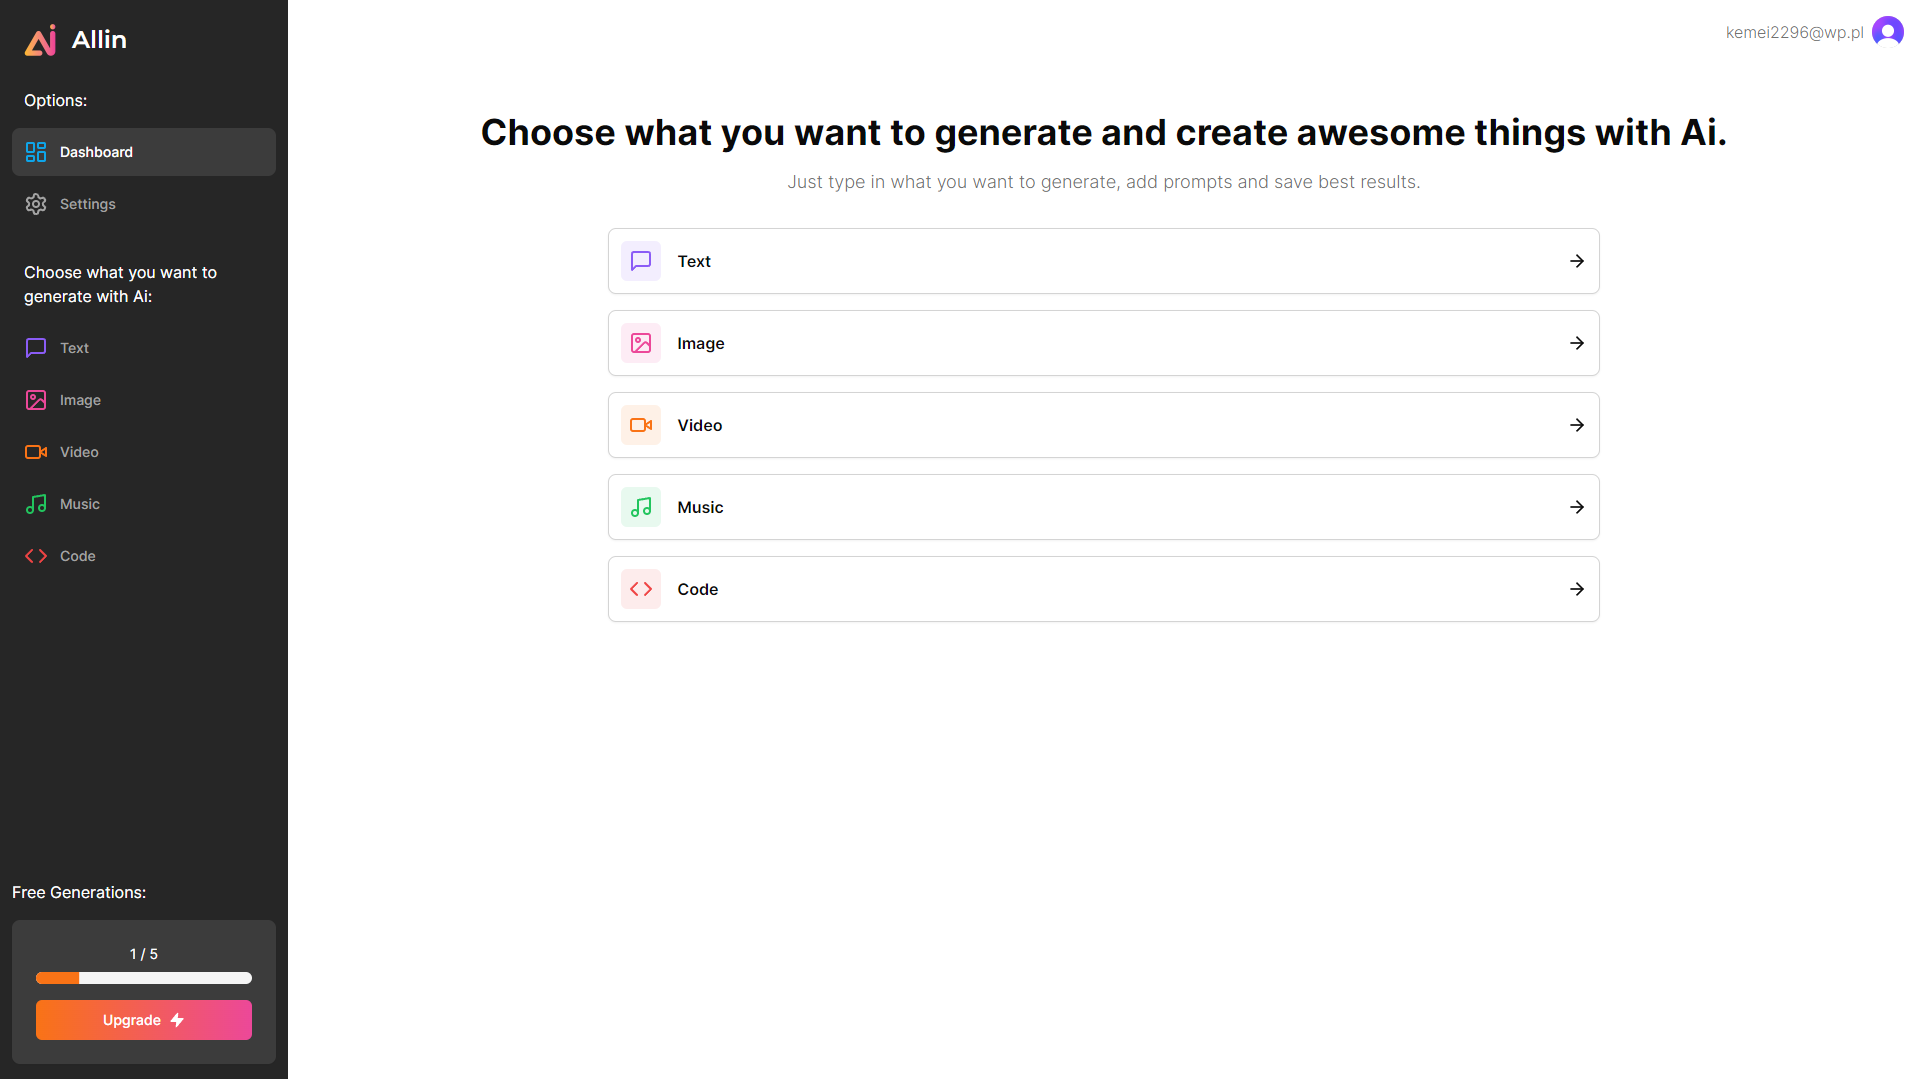 Allin
Options:
Dashboard
Settings
Choose what you want to
generate with Ai:
Text
Image
Video
Music
Code
Free Generations:
1 / 5
Upgrade
kemei2296@wp.pl
Choose what you want to generate and create awesome things with Ai.
Just type in what you want to generate, add prompts and save best results.
Text
Image
Video
Music
Code